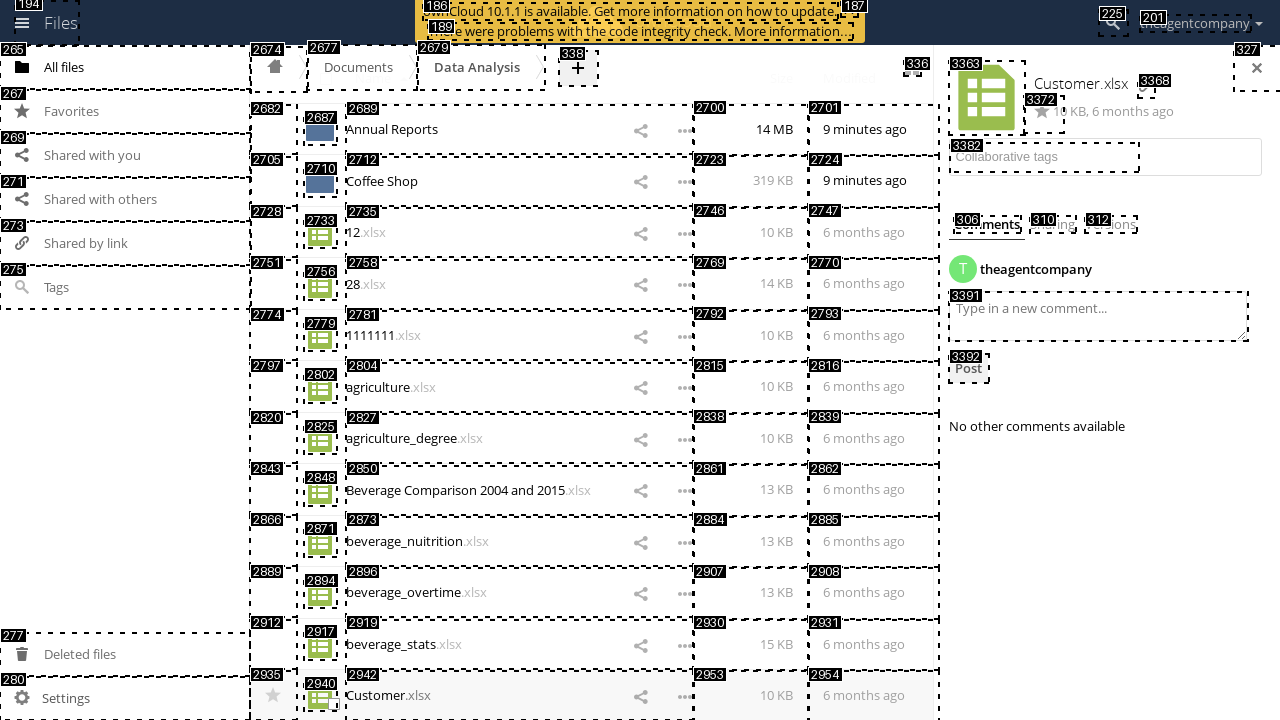 194
Files
186
187
ownCloud 10.1.1 is available. Get more information on how to update.
189
There were problems with the code integrity check. More information…
225
201
theagentcompany
265
All files
267
Favorites
269
Shared with you
271
Shared with others
273
Shared by link
275
Tags
277
Deleted files
280
Settings
2674
2677
Documents
2679
Data Analysis
338
+
336
327
2682
2687
2689
Annual Reports
2700
14 MB
2701
9 minutes ago
2705
2710
2712
Coffee Shop
2723
319 KB
2724
9 minutes ago
2728
2733
2735
12.xlsx
2746
10 KB
2747
6 months ago
2751
2756
2758
28.xlsx
2769
14 KB
2770
6 months ago
2774
2779
2781
1111111.xlsx
2792
10 KB
2793
6 months ago
2797
2802
2804
agriculture.xlsx
2815
10 KB
2816
6 months ago
2820
2825
2827
agriculture_degree.xlsx
2838
10 KB
2839
6 months ago
2843
2848
2850
Beverage Comparison 2004 and 2015.xlsx
2861
13 KB
2862
6 months ago
2866
2871
2873
beverage_nuitrition.xlsx
2884
13 KB
2885
6 months ago
2889
2894
2896
beverage_overtime.xlsx
2907
13 KB
2908
6 months ago
2912
2917
2919
beverage_stats.xlsx
2930
15 KB
2931
6 months ago
2935
2940
2942
Customer.xlsx
2953
10 KB
2954
6 months ago
3363
Customer.xlsx
3368
3372
10 KB, 6 months ago
3382
Collaborative tags
306
Comments
310
Sharing
312
Versions
T theagentcompany
3391
Type in a new comment...
3392
Post
No other comments available